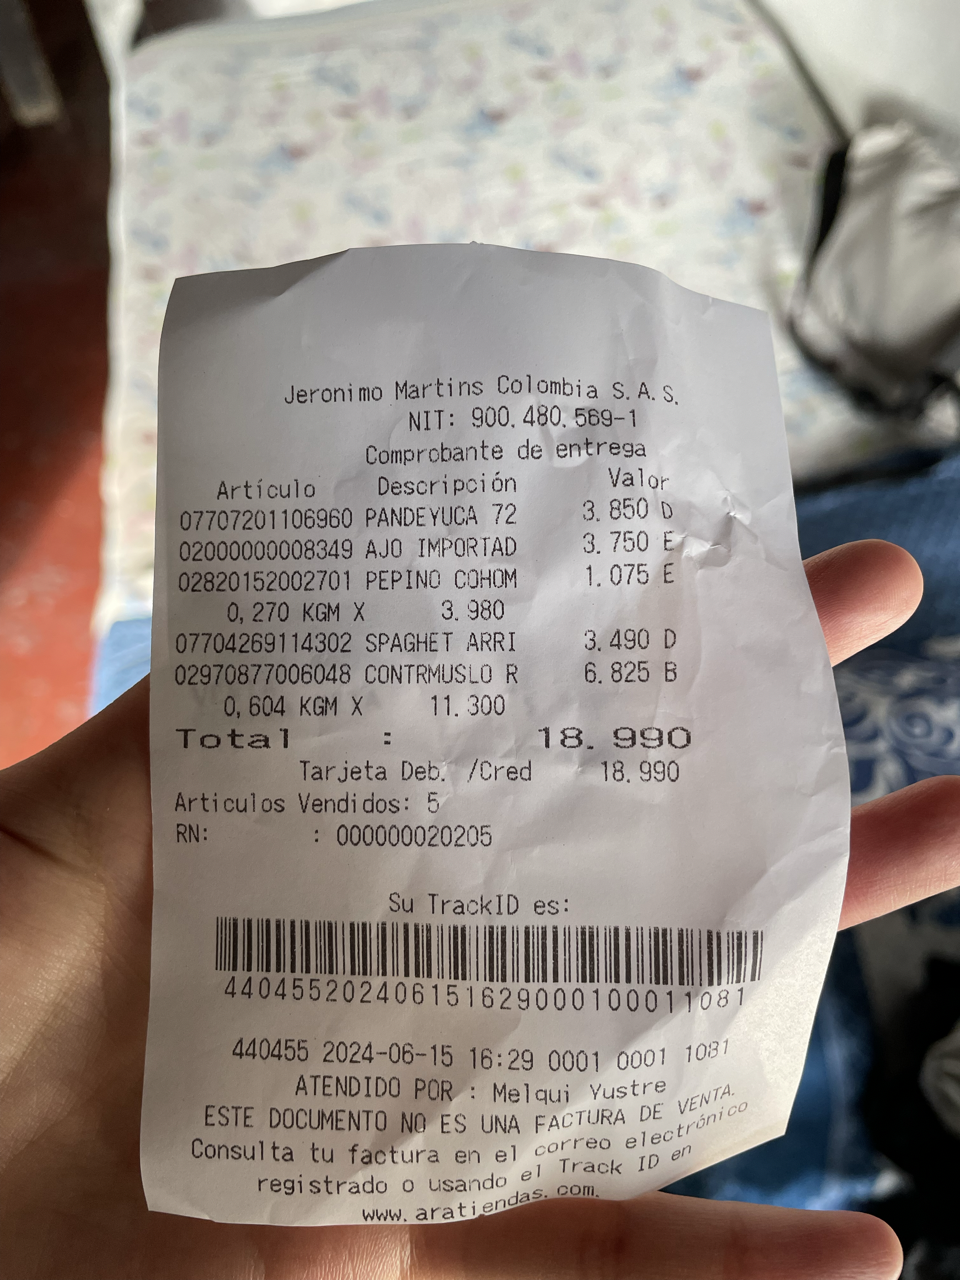 Jeronimo Martins Colombia S.A.S.
NIT: 900.480.569-1
Comprobante de entrega
Artículo Descripción Valor
07707201106960 PANDEYUCA 72 3.850 D
02000000008349 AJO IMPORTAD 3.750 E
02820152002701 PEPINO COHOM 1.075 E
0,270 KGM X 3.980
07704269114302 SPAGHET ARRI 3.490 D
02970877006048 CONTRMUSLO R 6.825 B
0,604 KGM X 11.300
Total : 18.990
Tarjeta Deb. /Cred 18.990
Articulos Vendidos: 5
RN: : 000000020205
Su TrackID es:
440455202406151629000100011081
440455 2024-06-15 16:29 0001 0001 1081
ATENDIDO POR : Melqui Yustre
ESTE DOCUMENTO NO ES UNA FACTURA DE VENTA.
Consulta tu factura en el correo electrónico
registrado o usando el Track ID en
www.aratiendas.com.